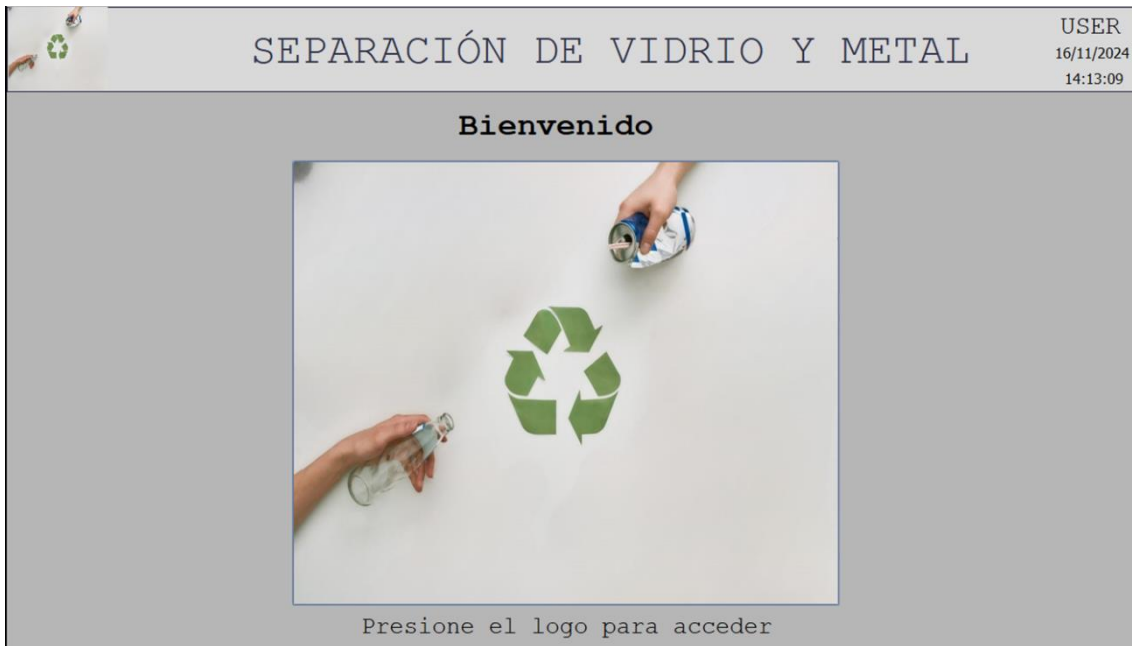 SEPARACIÓN DE VIDRIO Y METAL
USER
16/11/2024
14:13:09
Bienvenido
Presione el logo para acceder